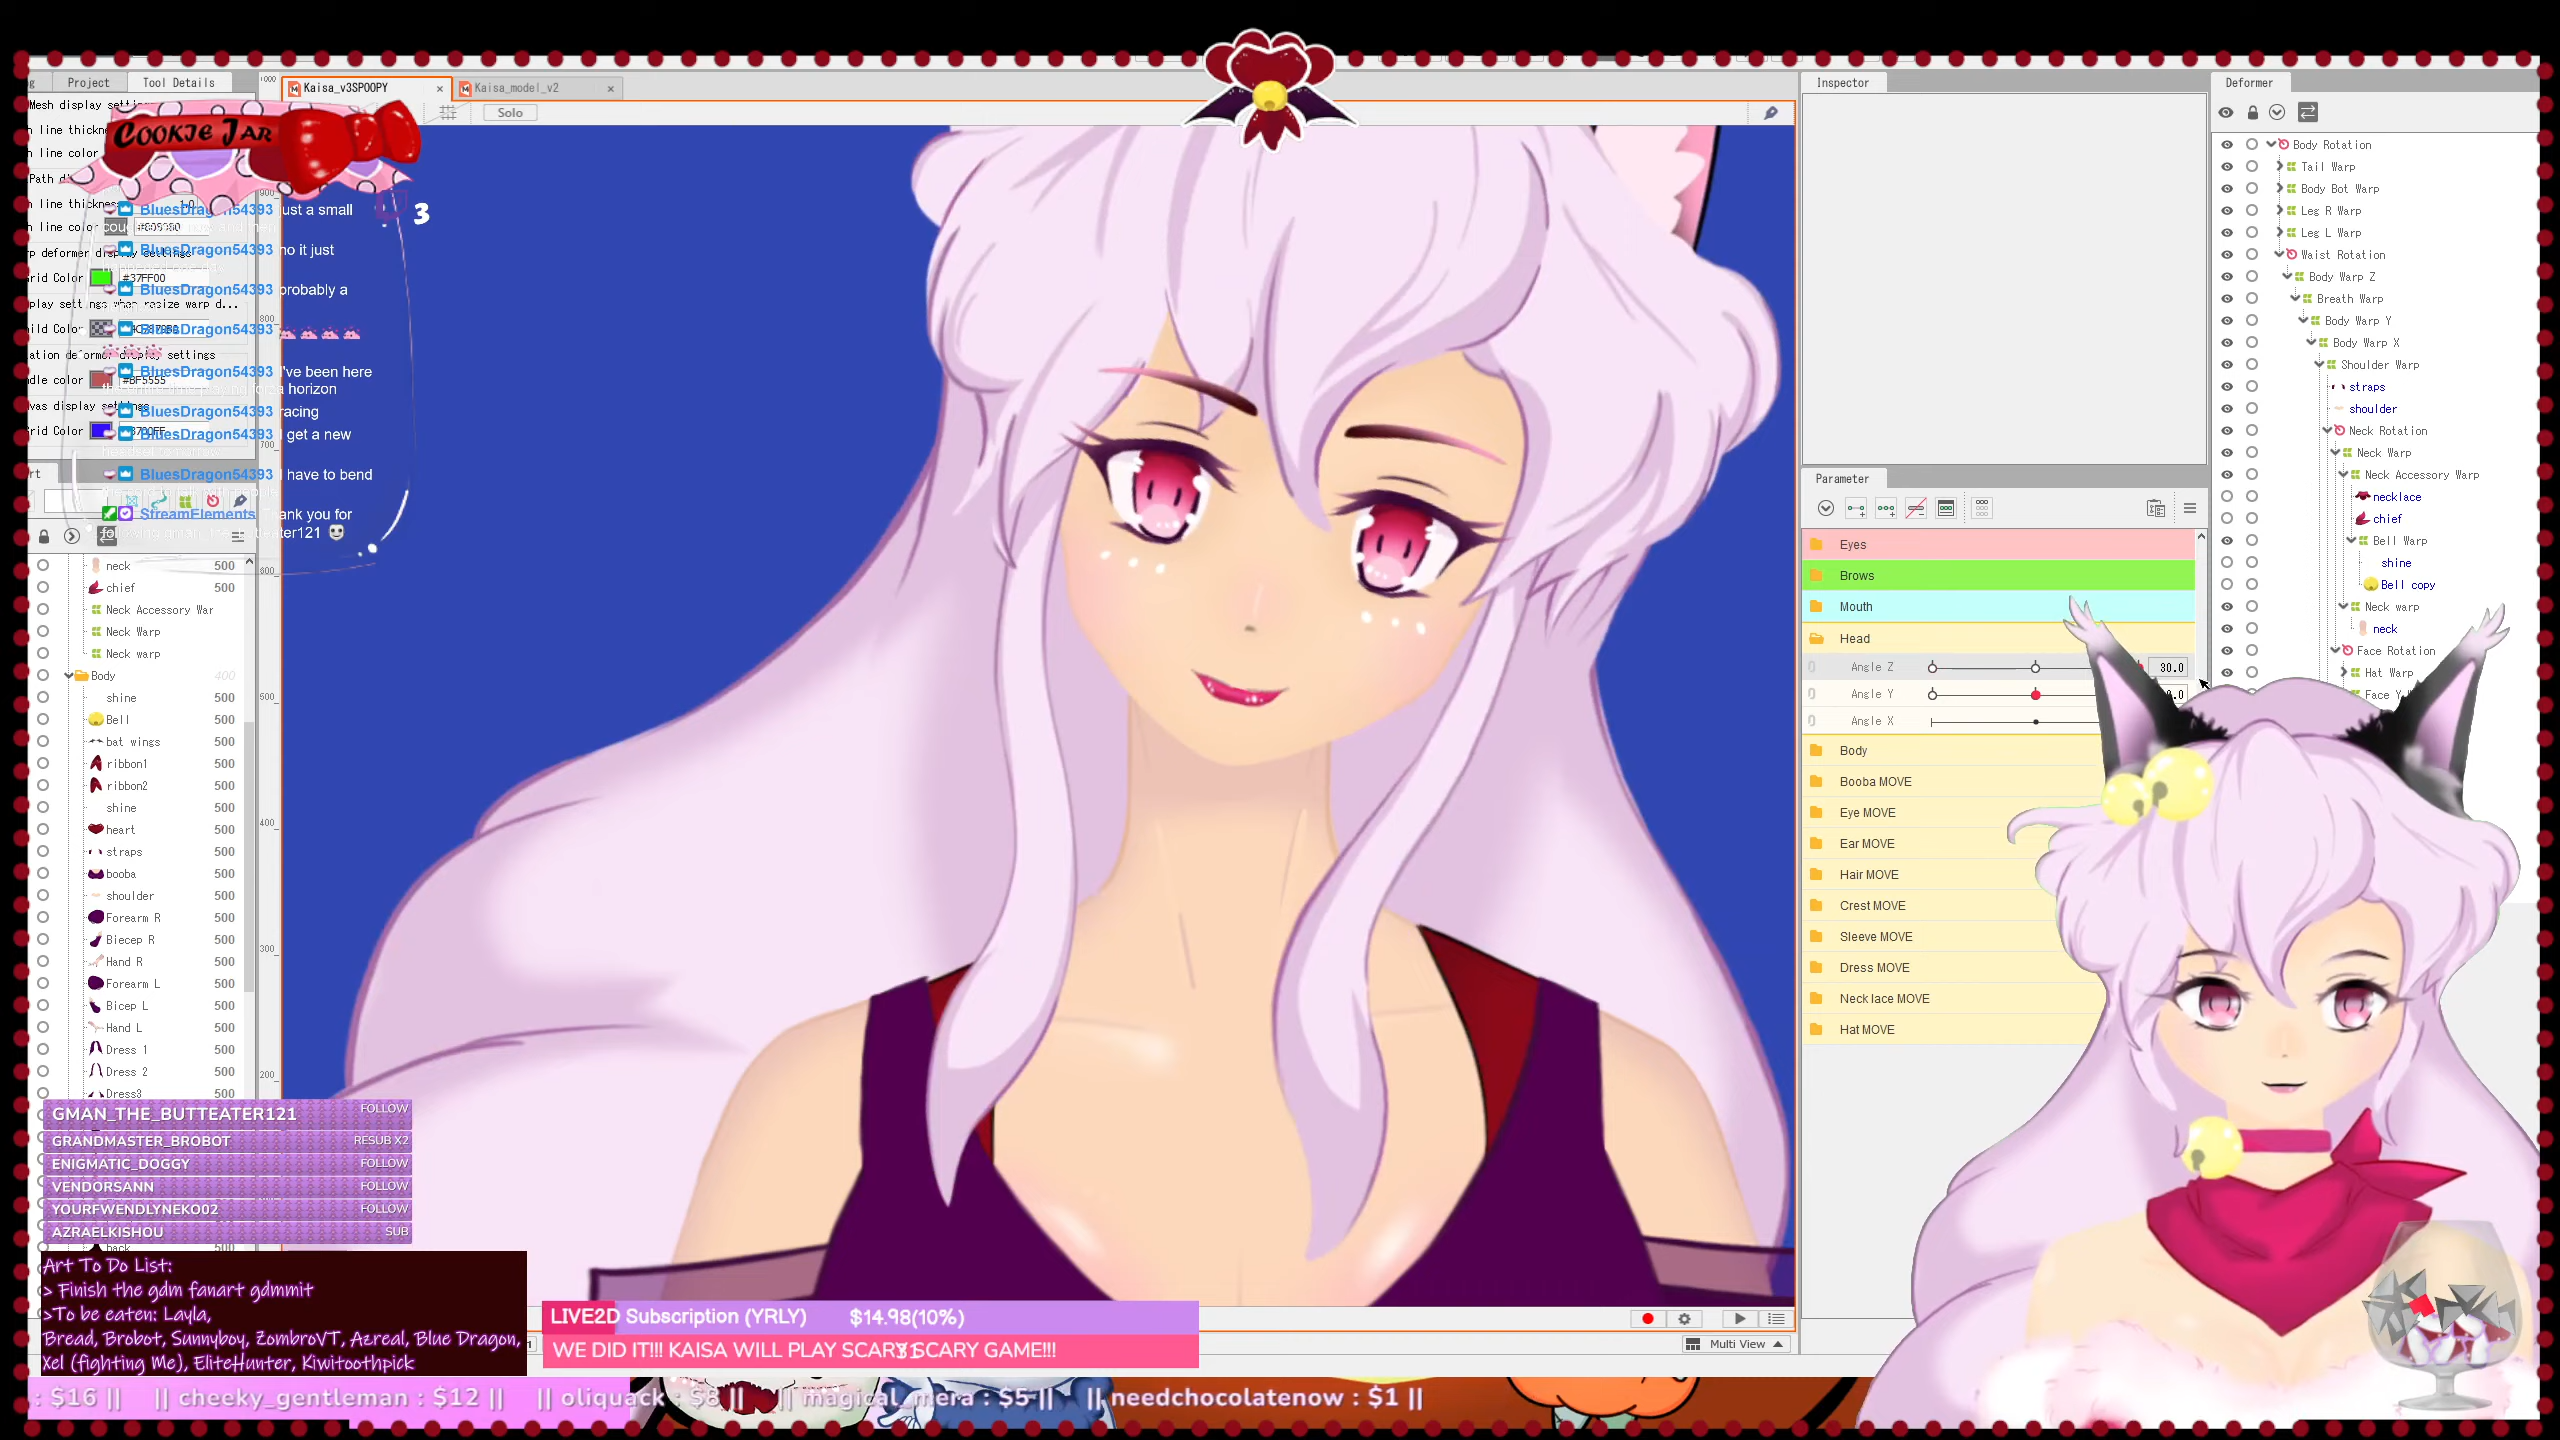 Project
Tool Details
Kaisa_v3SPOOPY
Kaisa_model_v2
Solo
Inspector
Deformer
COOKIE JAR
3
BluesDragon54393 just a small
BluesDragon54393 no it just
BluesDragon54393 probably a
BluesDragon54393
BluesDragon54393 I've been here
horizon
BluesDragon54393 racing
BluesDragon54393 I get a new
BluesDragon54393 I have to bend
StreamElements Thank you for
following
#37FF00
#BF5555
neck 500
chief 500
Neck Accessory War
Neck Warp
Neck warp
Body 400
shine 500
Bell 500
bat wings 500
ribbon1 500
ribbon2 500
shine 500
heart 500
straps 500
booba 500
shoulder 500
Forearm R 500
Biecep R 500
Hand R 500
Forearm L 500
Bicep L 500
Hand L 500
Dress 1 500
Dress 2 500
Dress3 500
GMAN_THE_BUTTEATER121 FOLLOW
GRANDMASTER_BROBOT RESUB X2
ENIGMATIC_DOGGY FOLLOW
VENDORSANN FOLLOW
YOURFWENDLYNEKO02 FOLLOW
AZRAELKISHOU SUB
Art To Do List:
> Finish the gdm fanart gdmmit
>To be eaten: Layla,
Bread, Brobot, Sunnyboy, ZombroVT, Azreal, Blue Dragon,
Xel (fighting Me), EliteHunter, Kiwitoothpick
LIVE2D Subscription (YRLY) $14.98(10%)
WE DID IT!!! KAISA WILL PLAY SCARY SCARY GAME!!!
: $16 || || cheeky_gentleman : $12 || || oliquack : $8 || || magical_mera : $5 || || needchocolatenow : $1 ||
Multi View
Parameter
Eyes
Brows
Mouth
Head
Angle Z 30.0
Angle Y
Angle X
Body
Booba MOVE
Eye MOVE
Ear MOVE
Hair MOVE
Crest MOVE
Sleeve MOVE
Dress MOVE
Necklace MOVE
Hat MOVE
Body Rotation
Tail Warp
Body Bot Warp
Leg R Warp
Leg L Warp
Waist Rotation
Body Warp Z
Breath Warp
Body Warp Y
Body Warp X
Shoulder Warp
straps
shoulder
Neck Rotation
Neck Warp
Neck Accessory Warp
necklace
chief
Bell Warp
shine
Bell copy
Neck warp
neck
Face Rotation
Hat Warp